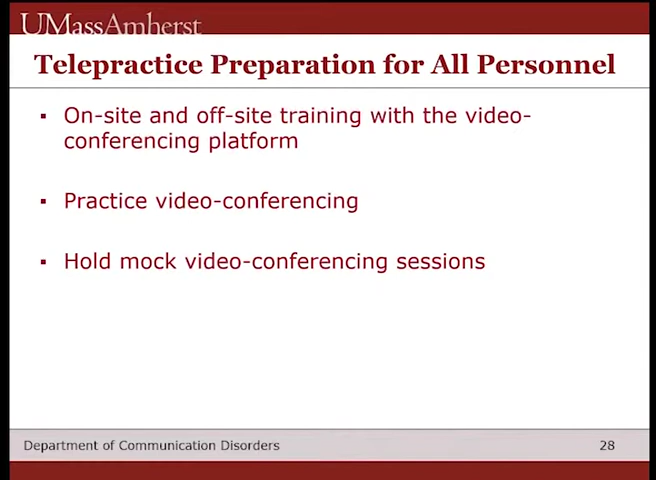 UMassAmherst
Telepractice Preparation for All Personnel
▪ On-site and off-site training with the video-
conferencing platform
▪ Practice video-conferencing
▪ Hold mock video-conferencing sessions
Department of Communication Disorders
28